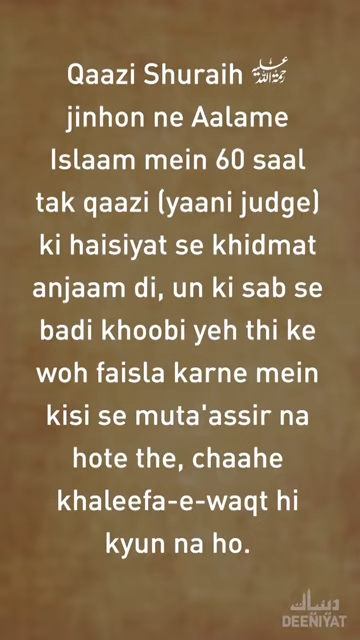 Qaazi Shuraih رحمة الله عليه
jinhon ne Aalame
Islaam mein 60 saal
tak qaazi (yaani judge)
ki haisiyat se khidmat
anjaam di, un ki sab se
badi khoobi yeh thi ke
woh faisla karne mein
kisi se muta'assir na
hote the, chaahe
khaleefa-e-waqt hi
kyun na ho.
دینیات
DEENIYAT